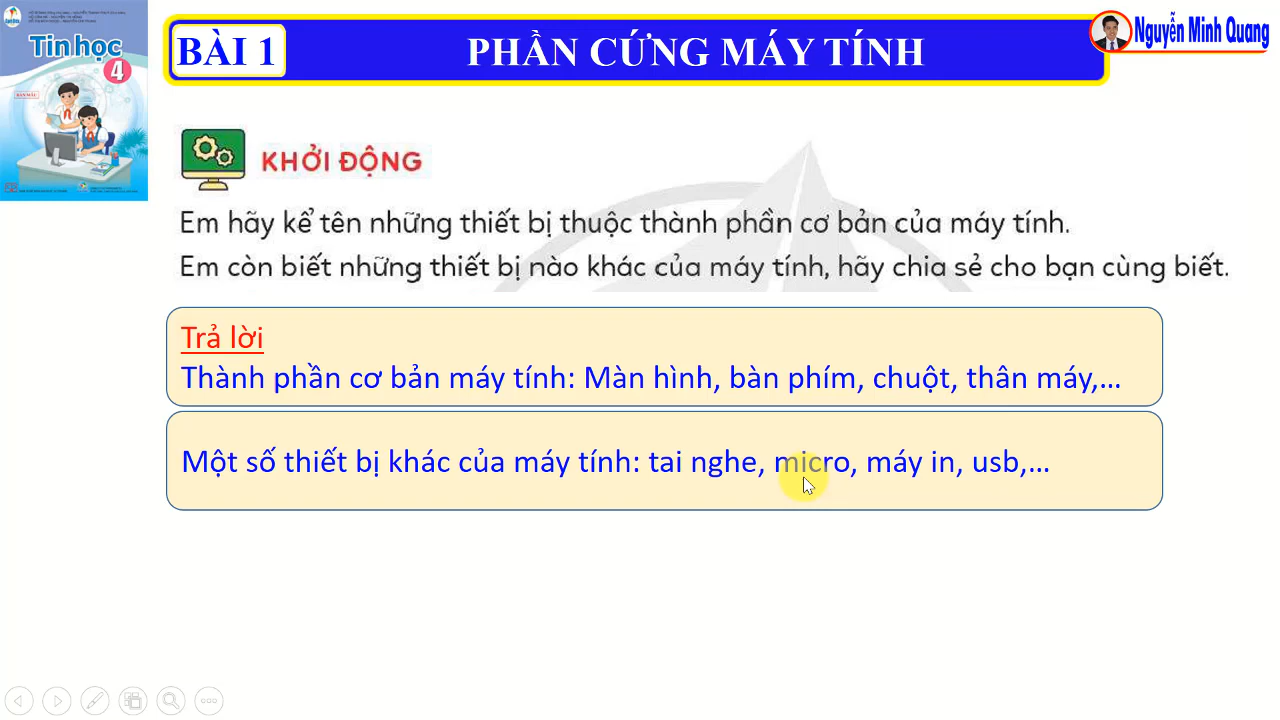 Tin học
4
BẢN MẪU
BÀI 1
PHẦN CỨNG MÁY TÍNH
Nguyễn Minh Quang
KHỞI ĐỘNG
Em hãy kể tên những thiết bị thuộc thành phần cơ bản của máy tính.
Em còn biết những thiết bị nào khác của máy tính, hãy chia sẻ cho bạn cùng biết.
Trả lời
Thành phần cơ bản máy tính: Màn hình, bàn phím, chuột, thân máy,...
Một số thiết bị khác của máy tính: tai nghe, micro, máy in, usb,...